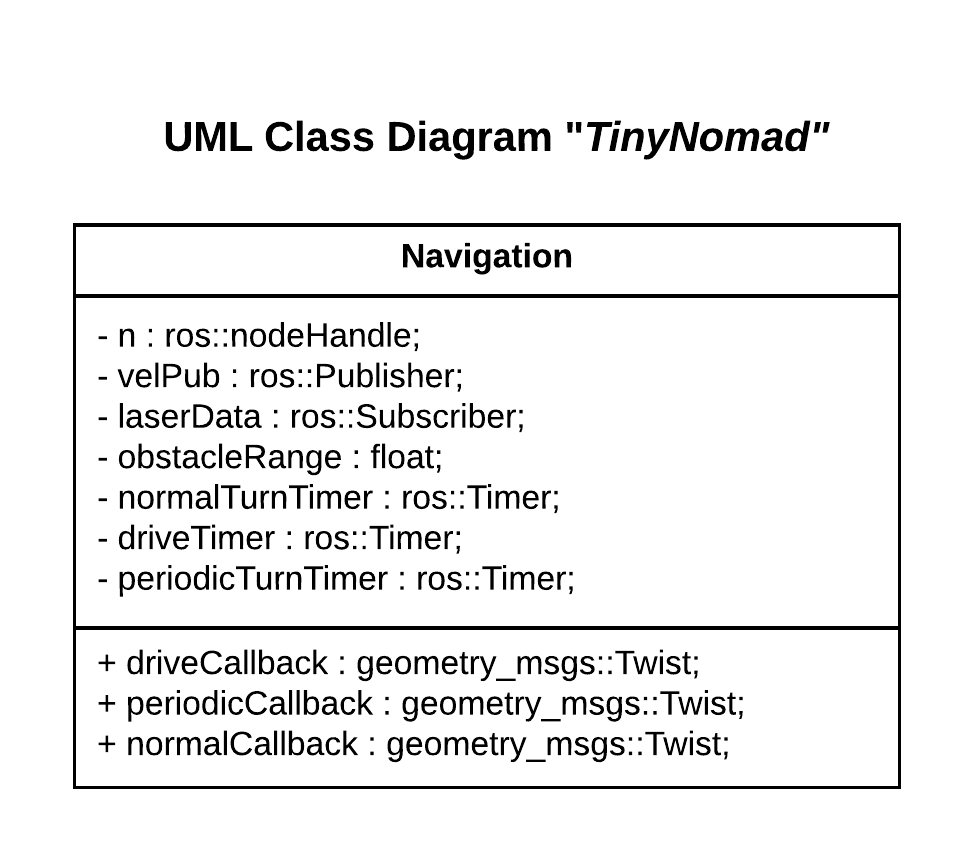 UML Class Diagram "TinyNomad"
Navigation
- n : ros::nodeHandle;
- velPub : ros::Publisher;
- laserData : ros::Subscriber;
- obstacleRange : float;
- normalTurnTimer : ros::Timer;
- driveTimer : ros::Timer;
- periodicTurnTimer : ros::Timer;
+ driveCallback : geometry_msgs::Twist;
+ periodicCallback : geometry_msgs::Twist;
+ normalCallback : geometry_msgs::Twist;